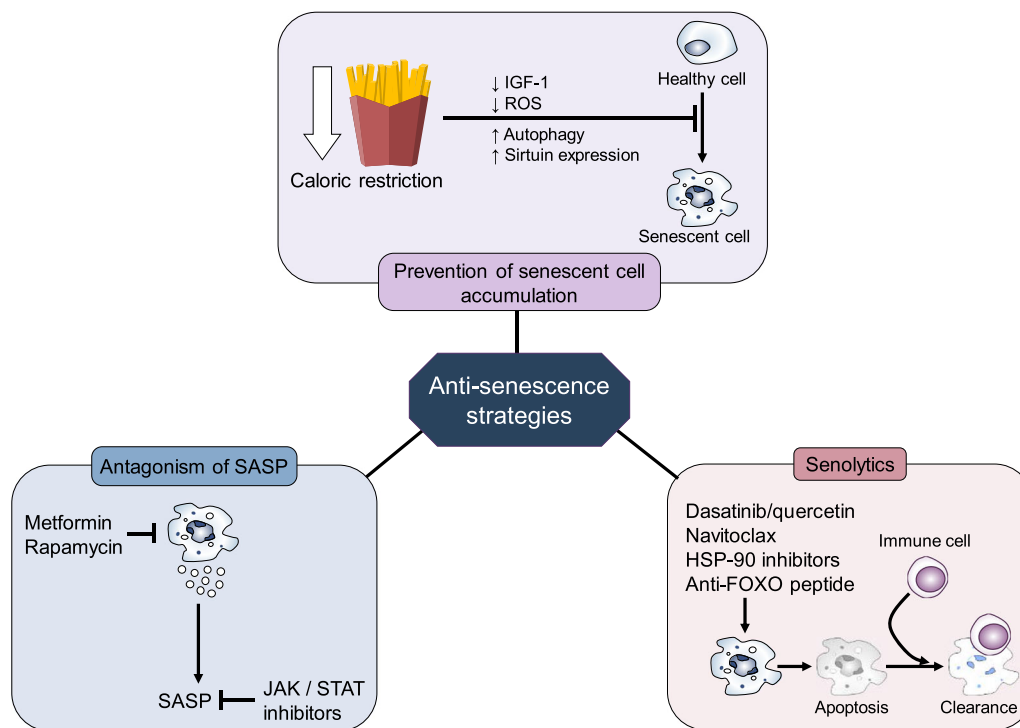 Healthy cell
↓ IGF-1
↓ ROS
↑ Autophagy
↑ Sirtuin expression
Caloric restriction
Senescent cell
Prevention of senescent cell
accumulation
Anti-senescence
strategies
Antagonism of SASP
Metformin
Rapamycin
SASP
JAK / STAT
inhibitors
Senolytics
Dasatinib/quercetin
Navitoclax
HSP-90 inhibitors
Anti-FOXO peptide
Immune cell
Apoptosis
Clearance